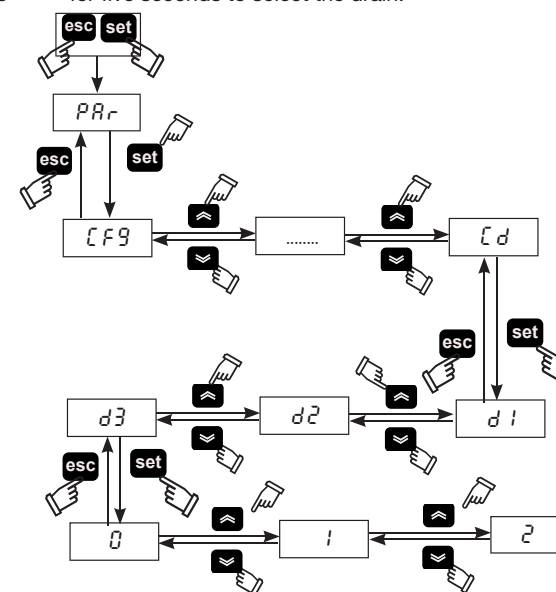 for five seconds to select the drain.
esc set
PAr
esc set
CFg ........ Cd
esc set
d3 d2 d1
esc set
0 1 2